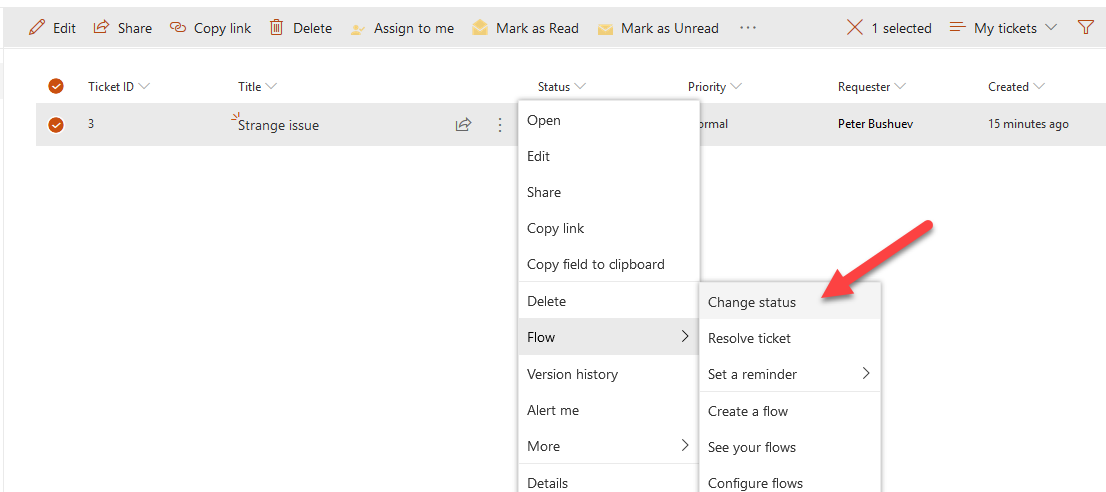 Edit Share Copy link Delete Assign to me Mark as Read Mark as Unread ... 1 selected My tickets
Ticket ID Title Status Priority Requester Created
3 Strange issue ormal Peter Bushuev 15 minutes ago
Open
Edit
Share
Copy link
Copy field to clipboard
Delete
Flow
Version history
Alert me
More
Details
Change status
Resolve ticket
Set a reminder
Create a flow
See your flows
Configure flows